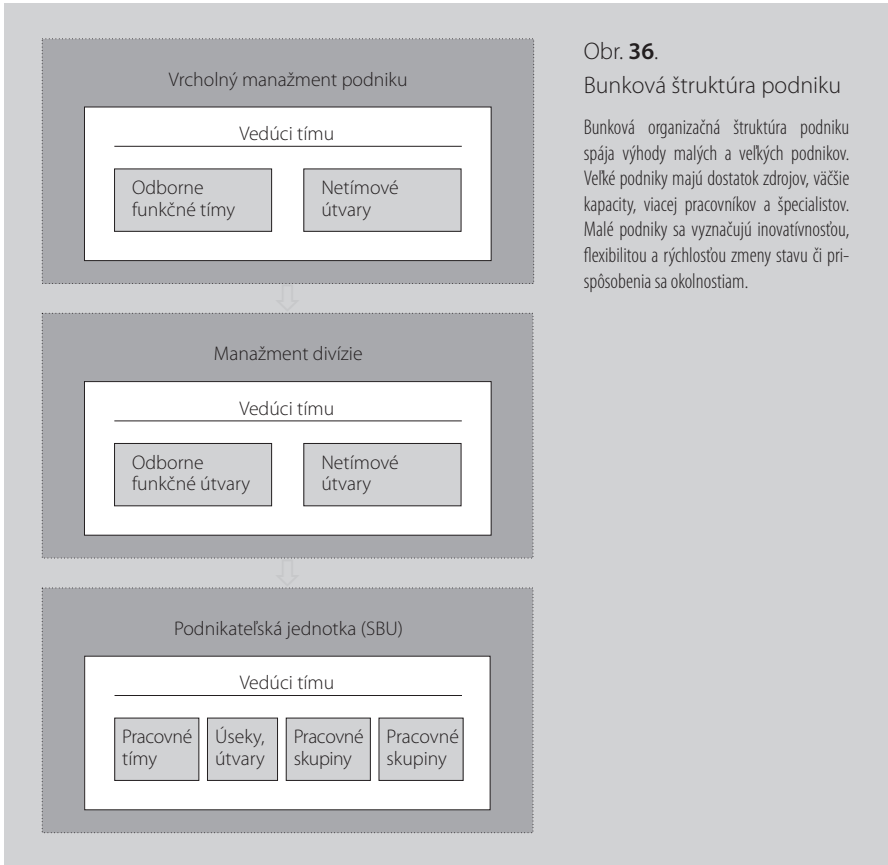 Vrcholný manažment podniku
Vedúci tímu
Odborne
funkčné tímy
Netímové
útvary
Manažment divízie
Vedúci tímu
Odborne
funkčné útvary
Netímové
útvary
Podnikateľská jednotka (SBU)
Vedúci tímu
Pracovné
tímy
Úseky,
útvary
Pracovné
skupiny
Pracovné
skupiny
Obr. 36.
Bunková štruktúra podniku
Bunková organizačná štruktúra podniku
spája výhody malých a veľkých podnikov.
Veľké podniky majú dostatok zdrojov, väčšie
kapacity, viacej pracovníkov a špecialistov.
Malé podniky sa vyznačujú inovatívnosťou,
flexibilitou a rýchlosťou zmeny stavu či pri-
spôsobenia sa okolnostiam.